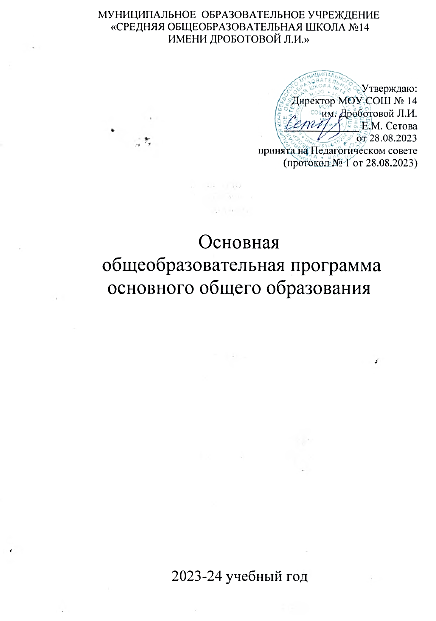 МУНИЦИПАЛЬНОЕ ОБРАЗОВАТЕЛЬНОЕ УЧРЕЖДЕНИЕ
«СРЕДНЯЯ ОБЩЕОБРАЗОВАТЕЛЬНАЯ ШКОЛА №14
ИМЕНИ ДРОБОТОВОЙ Л.И.»
Утверждаю:
Директор МОУ СОШ № 14
им. Дроботовой Л.И.
Е.М. Сетова
от 28.08.2023
принята на Педагогическом совете
(протокол № 1 от 28.08.2023)
Основная
общеобразовательная программа
основного общего образования
2023-24 учебный год